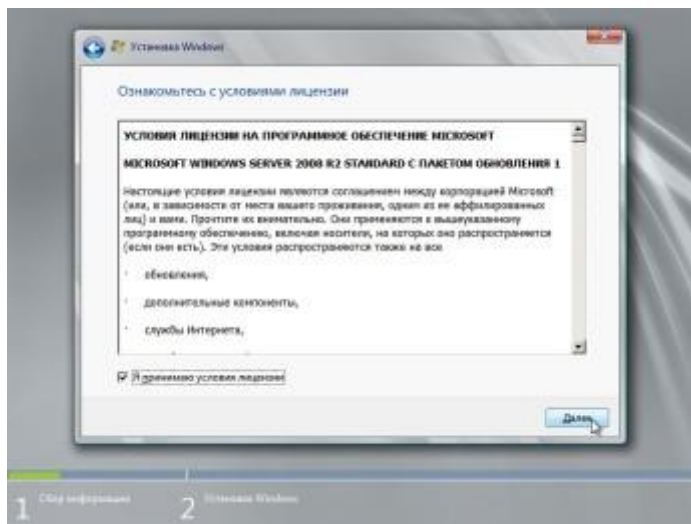 Установка Windows
Ознакомьтесь с условиями лицензии
УСЛОВИЯ ЛИЦЕНЗИИ НА ПРОГРАММНОЕ ОБЕСПЕЧЕНИЕ MICROSOFT
MICROSOFT WINDOWS SERVER 2008 R2 STANDARD С ПАКЕТОМ ОБНОВЛЕНИЯ 1
Настоящие условия лицензии являются соглашением между корпорацией Microsoft
(или, в зависимости от места вашего проживания, одним из ее аффилированных
лиц) и вами. Прочтите их внимательно. Они применяются к вышеуказанному
программному обеспечению, включая носители, на которых оно распространяется
(если они есть). Эти условия распространяются также на все
· обновления,
· дополнительные компоненты,
· службы Интернета,
Я принимаю условия лицензии
Далее
1 Сбор информации 2 Установка Windows